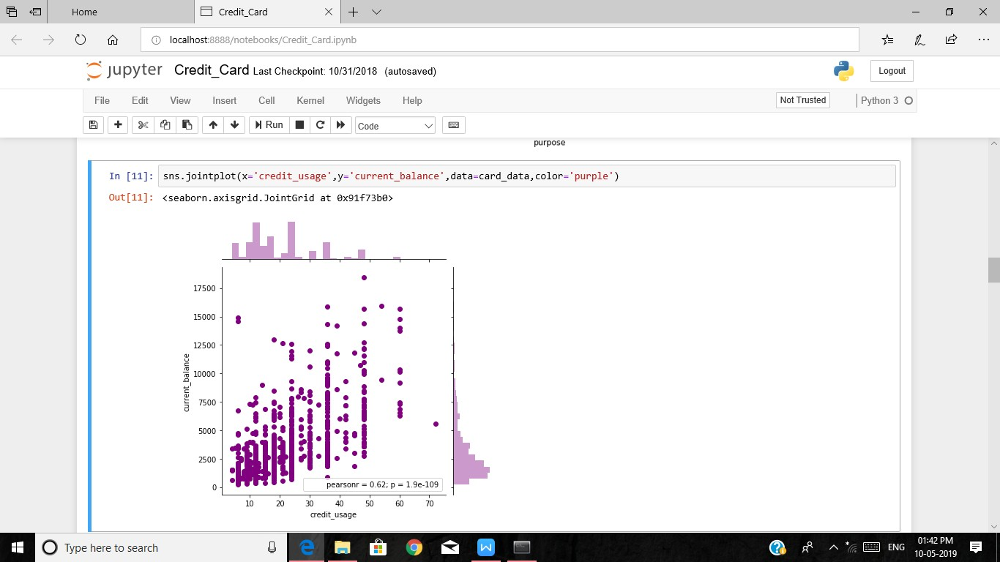 Home
Credit_Card
localhost:8888/notebooks/Credit_Card.ipynb
jupyter Credit_Card Last Checkpoint: 10/31/2018 (autosaved)
Logout
File Edit View Insert Cell Kernel Widgets Help
Not Trusted
Python 3
Run
Code
purpose
In [11]: sns.jointplot(x='credit_usage',y='current_balance',data=card_data,color='purple')
Out[11]: <seaborn.axisgrid.JointGrid at 0x91f73b0>
17500
15000
12500
10000
7500
5000
2500
0
current_balance
pearsonr = 0.62; p = 1.9e-109
10 20 30 40 50 60 70
credit_usage
Type here to search
ENG
01:42 PM
10-05-2019